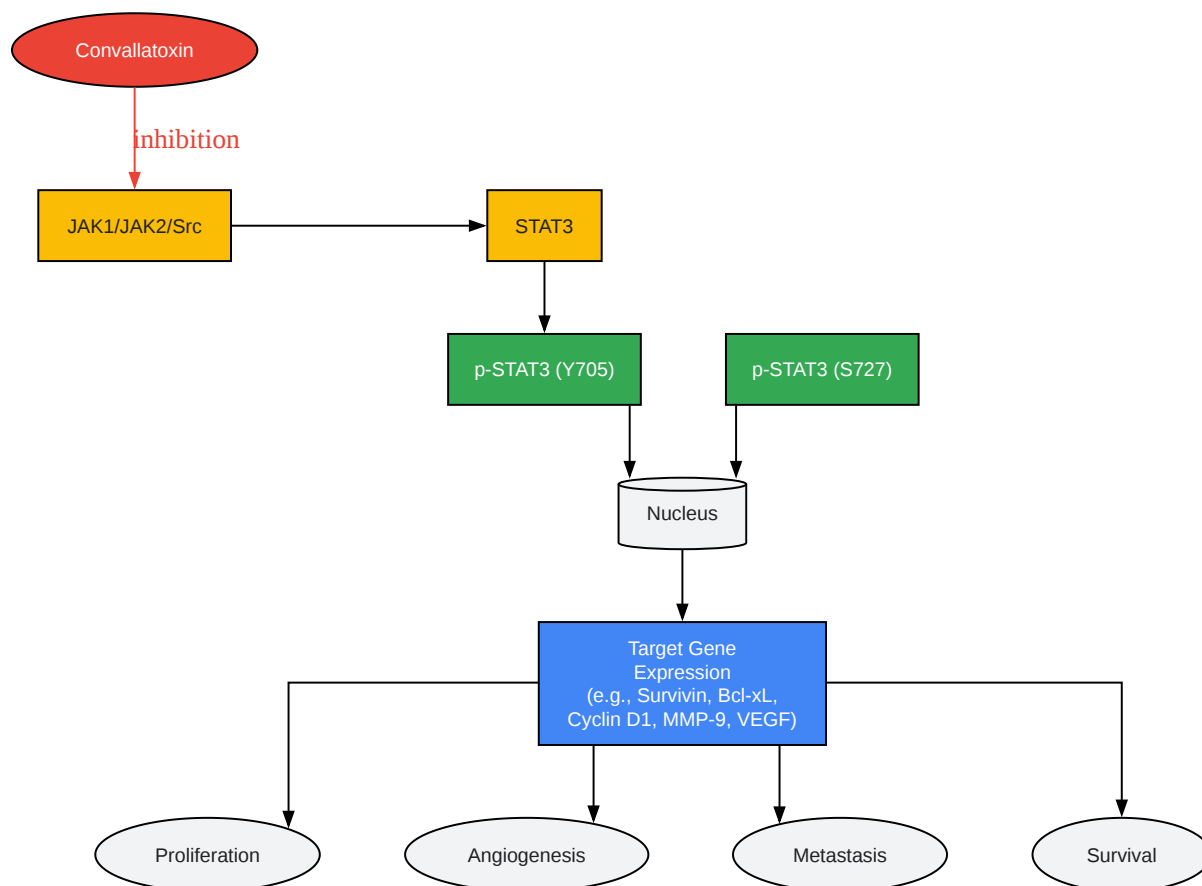 Convallatoxin
inhibition
JAK1/JAK2/Src
STAT3
p-STAT3 (Y705)
p-STAT3 (S727)
Nucleus
Target Gene
Expression
(e.g., Survivin, Bcl-xL,
Cyclin D1, MMP-9, VEGF)
Proliferation
Angiogenesis
Metastasis
Survival